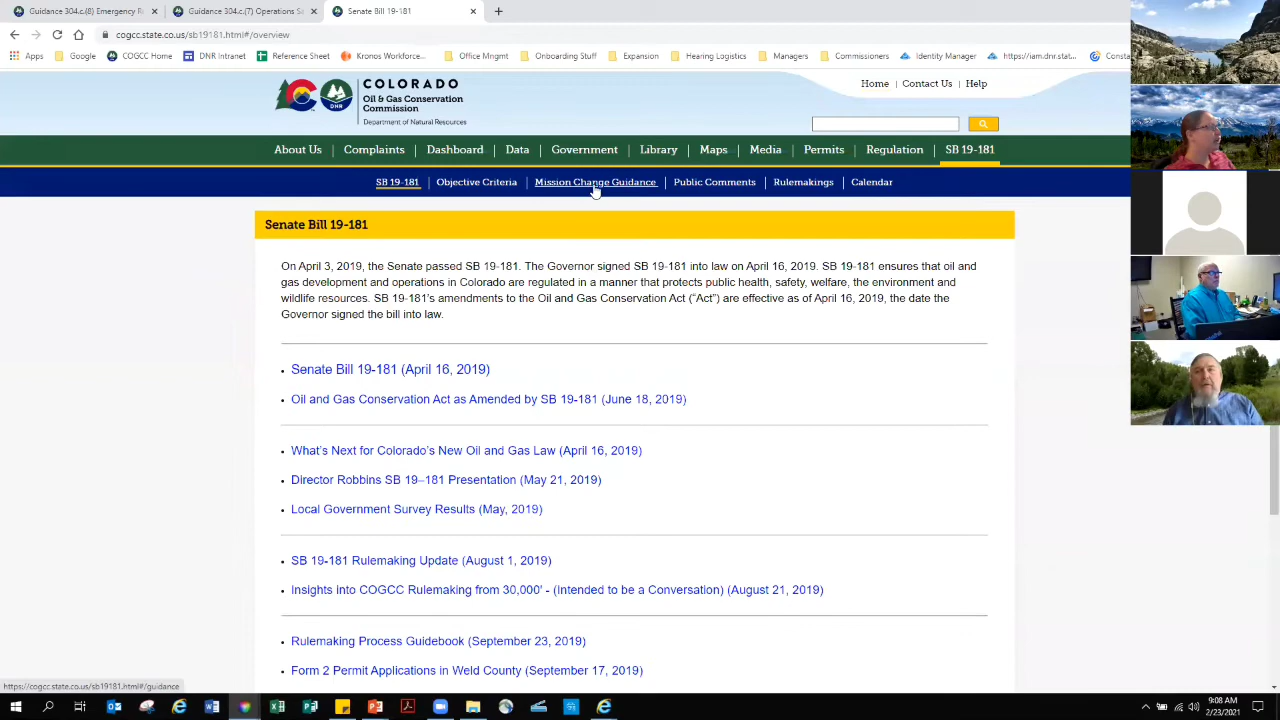 Guidance 304.c.(8) Emergency R
Guidance 304.c.(7) Operations Sa
Senate Bill 19-181
cogcc.state.co.us/sb19181.html#/overview
Apps
Google
COGCC Home
DNR Intranet
Reference Sheet
Kronos Workforce...
Office Mgmt
Onboarding Stuff
Expansion
Hearing Logistics
Managers
Commissioners
Identity Manager
https://iam.dnr.stat...
Constar
COLORADO
Oil & Gas Conservation
Commission
Department of Natural Resources
DNR
Home | Contact Us | Help
About Us | Complaints | Dashboard | Data | Government | Library | Maps | Media | Permits | Regulation | SB 19-181
SB 19-181 | Objective Criteria | Mission Change Guidance | Public Comments | Rulemakings | Calendar
Senate Bill 19-181
On April 3, 2019, the Senate passed SB 19-181. The Governor signed SB 19-181 into law on April 16, 2019. SB 19-181 ensures that oil and
gas development and operations in Colorado are regulated in a manner that protects public health, safety, welfare, the environment and
wildlife resources. SB 19-181's amendments to the Oil and Gas Conservation Act (“Act”) are effective as of April 16, 2019, the date the
Governor signed the bill into law.
• Senate Bill 19-181 (April 16, 2019)
• Oil and Gas Conservation Act as Amended by SB 19-181 (June 18, 2019)
• What’s Next for Colorado’s New Oil and Gas Law (April 16, 2019)
• Director Robbins SB 19–181 Presentation (May 21, 2019)
• Local Government Survey Results (May, 2019)
• SB 19-181 Rulemaking Update (August 1, 2019)
• Insights into COGCC Rulemaking from 30,000′ - (Intended to be a Conversation) (August 21, 2019)
• Rulemaking Process Guidebook (September 23, 2019)
• Form 2 Permit Applications in Weld County (September 17, 2019)
https://cogcc.state.co.us/sb19181.html#/guidance
9:08 AM
2/23/2021